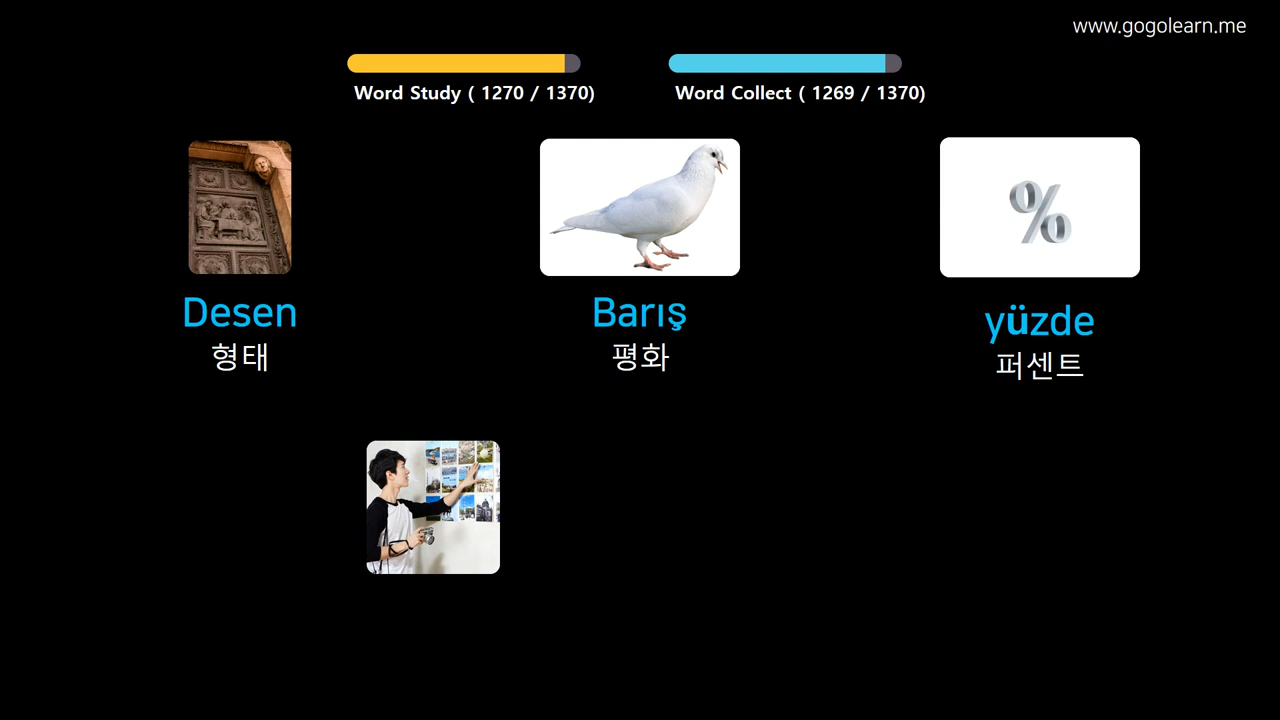 www.gogolearn.me
Word Study ( 1270 / 1370)
Word Collect ( 1269 / 1370)
%
Desen
형태
Barış
평화
yüzde
퍼센트